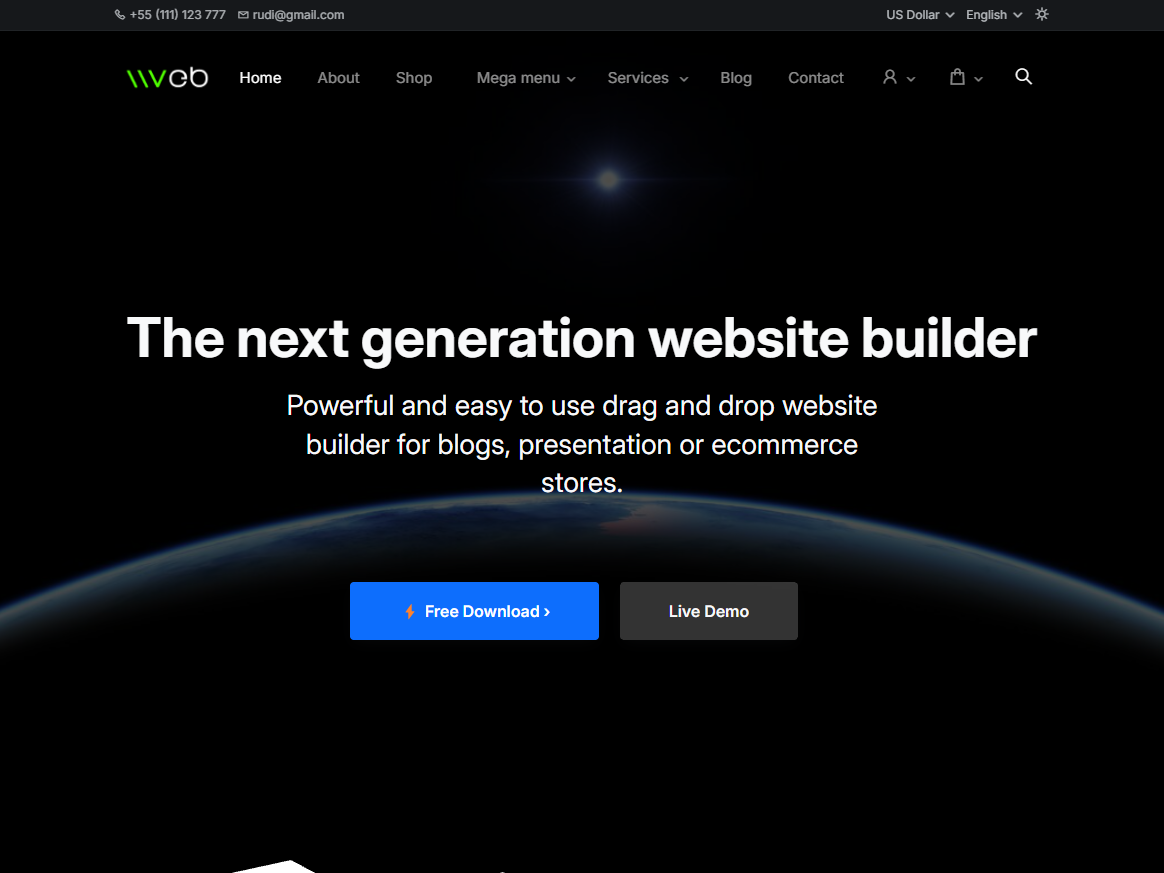 +55 (111) 123 777 rudi@gmail.com US Dollar English
web Home About Shop Mega menu Services Blog Contact
The next generation website builder
Powerful and easy to use drag and drop website
builder for blogs, presentation or ecommerce
stores.
Free Download › Live Demo